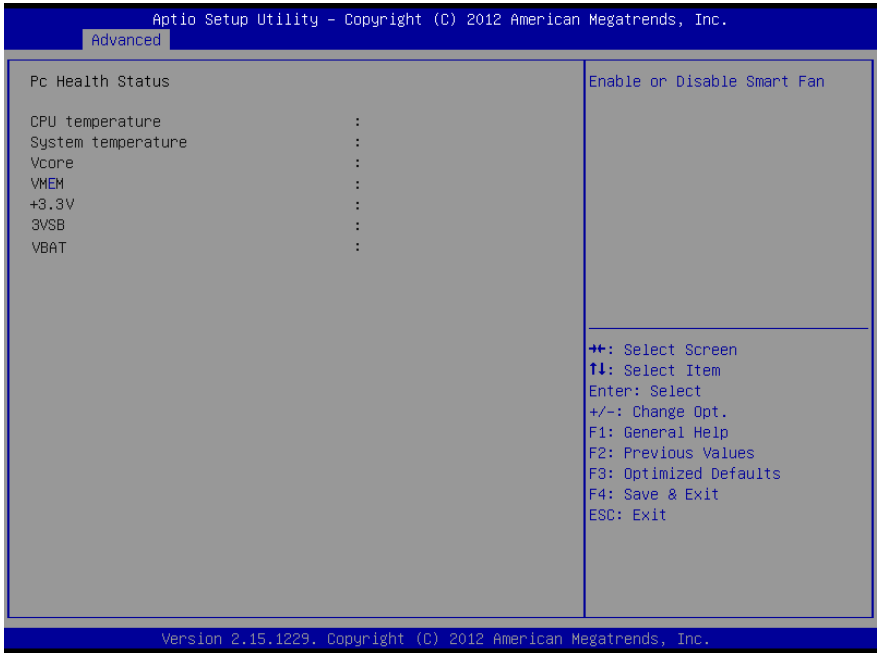 Aptio Setup Utility – Copyright (C) 2012 American Megatrends, Inc.
Advanced
Pc Health Status
CPU temperature :
System temperature :
Vcore :
VMEM :
+3.3V :
3VSB :
VBAT :
Enable or Disable Smart Fan
→←: Select Screen
↑↓: Select Item
Enter: Select
+/-: Change Opt.
F1: General Help
F2: Previous Values
F3: Optimized Defaults
F4: Save & Exit
ESC: Exit
Version 2.15.1229. Copyright (C) 2012 American Megatrends, Inc.